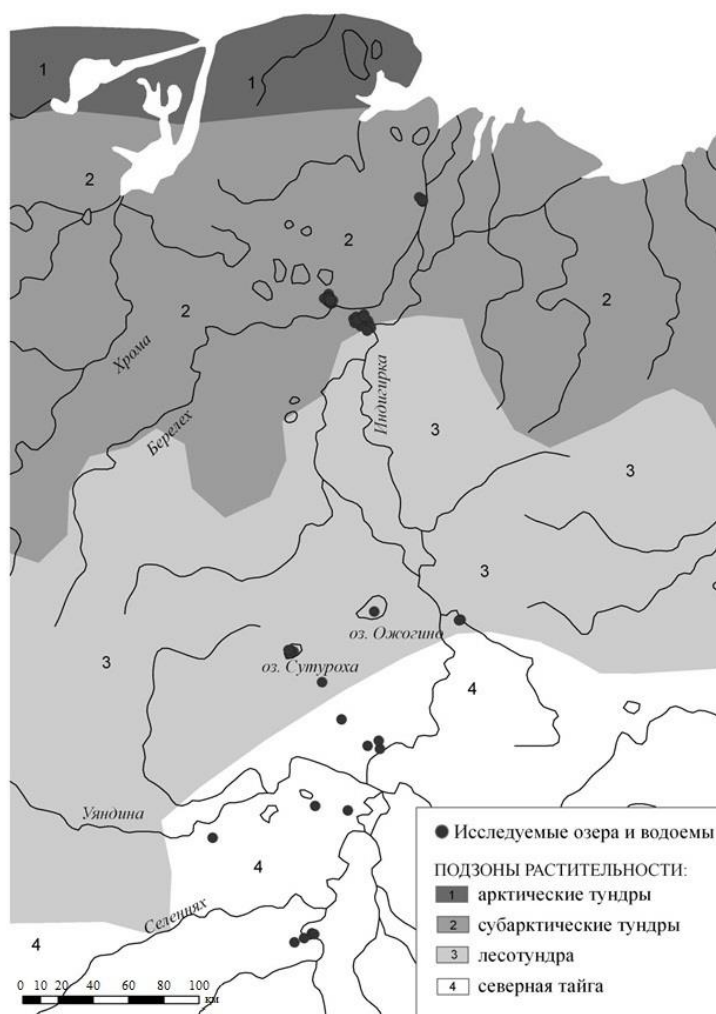 1
1
2
2
2
2
Хрома
Берелех
Индигирка
3
3
3
оз. Ожогино
3
оз. Сутуроха
4
Уяндина
4
Селеннях
4
0 10 20 40 60 80 100
км
Исследуемые озера и водоемы
ПОДЗОНЫ РАСТИТЕЛЬНОСТИ:
1 арктические тундры
2 субарктические тундры
3 лесотундра
4 северная тайга